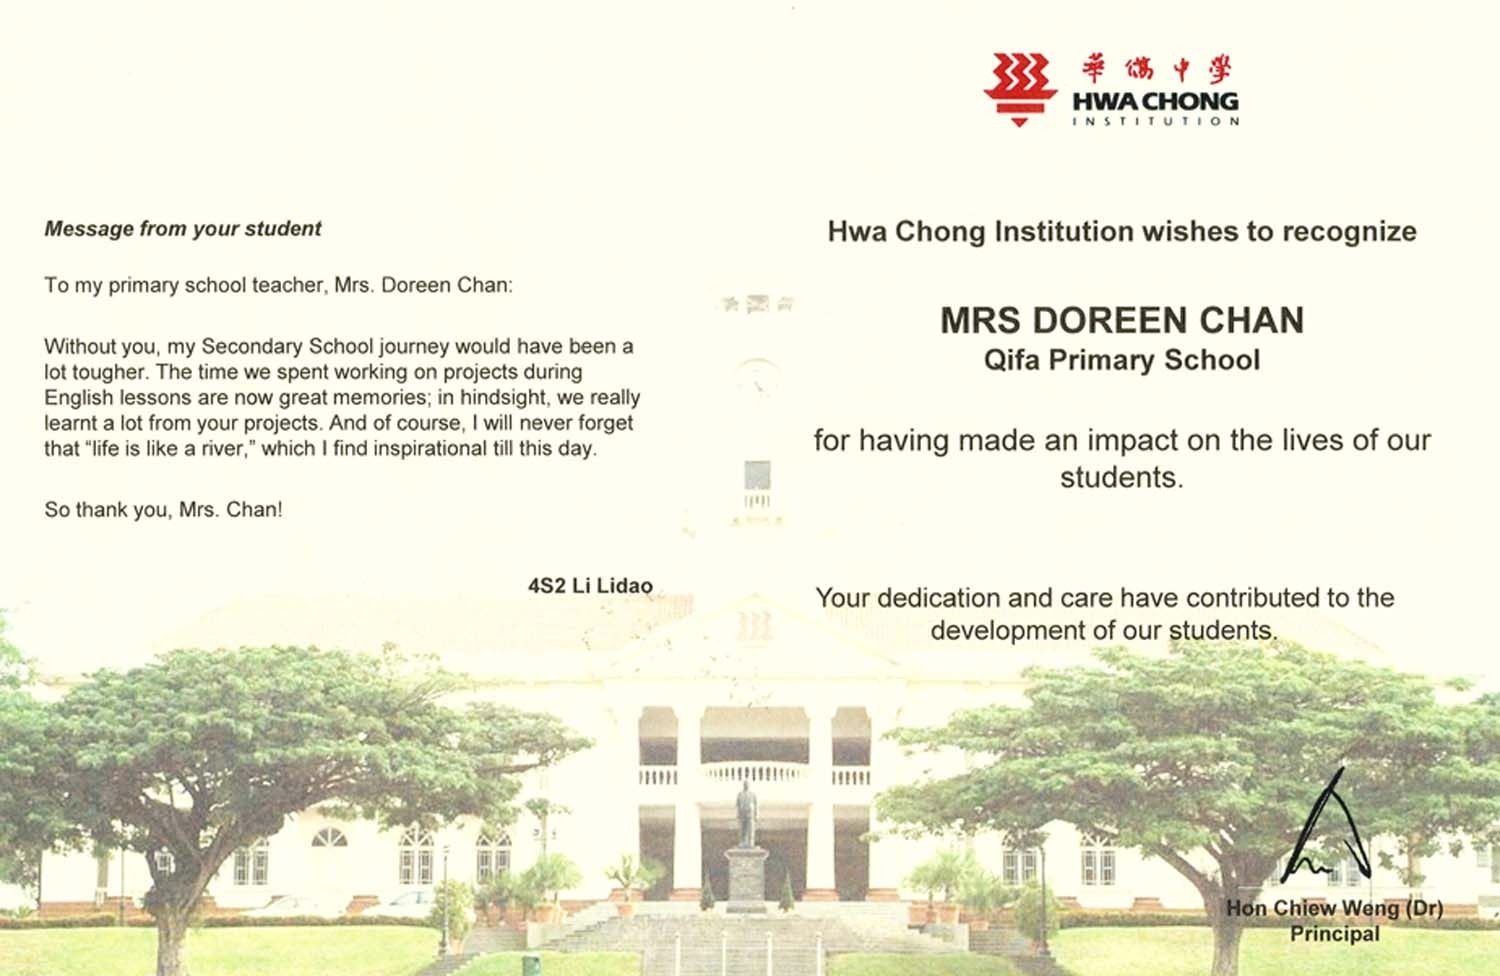 Message from your student
To my primary school teacher, Mrs. Doreen Chan:
Without you, my Secondary School journey would have been a
lot tougher. The time we spent working on projects during
English lessons are now great memories; in hindsight, we really
learnt a lot from your projects. And of course, I will never forget
that “life is like a river,” which I find inspirational till this day.
So thank you, Mrs. Chan!
4S2 Li Lidao
華僑中學
HWA CHONG
INSTITUTION
Hwa Chong Institution wishes to recognize
MRS DOREEN CHAN
Qifa Primary School
for having made an impact on the lives of our
students.
Your dedication and care have contributed to the
development of our students.
Hon Chiew Weng (Dr)
Principal